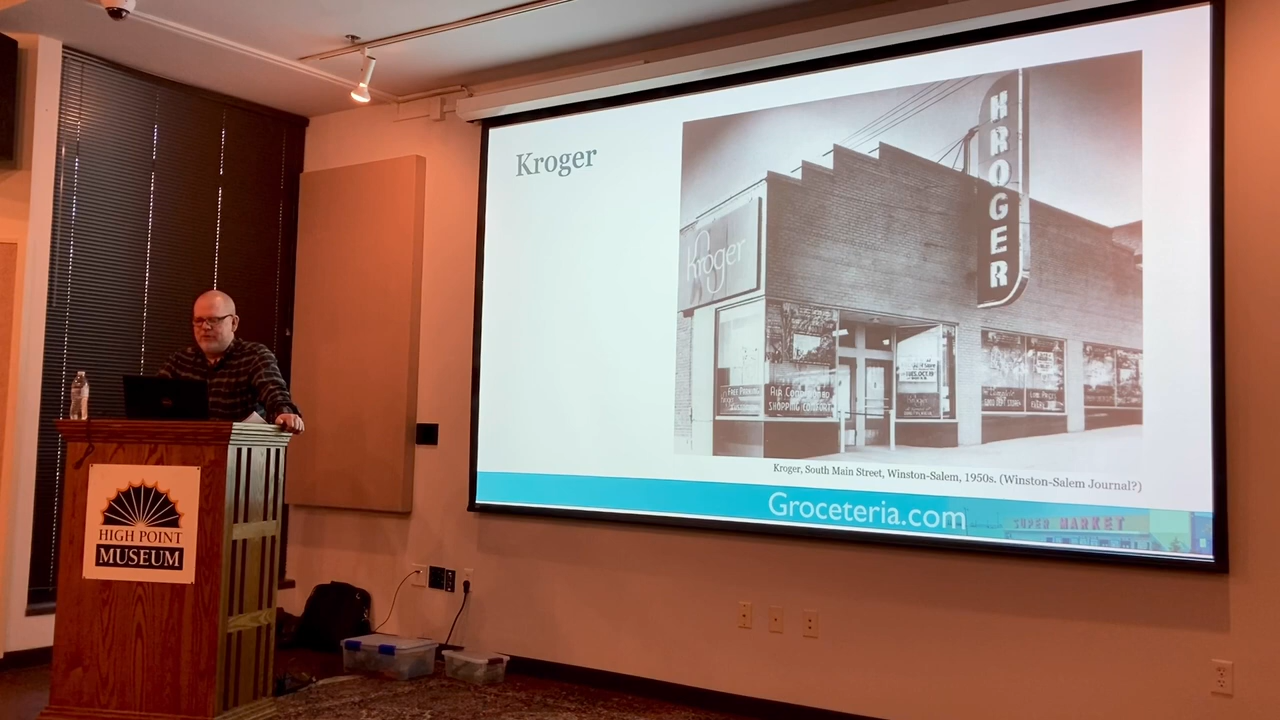 Kroger
KROGER
kroger
FREE PARKING
AIR CONDITIONED
SHOPPING COMFORT
Kroger, South Main Street, Winston-Salem, 1950s. (Winston-Salem Journal?)
Groceteria.com
SUPER MARKET
HIGH POINT
MUSEUM